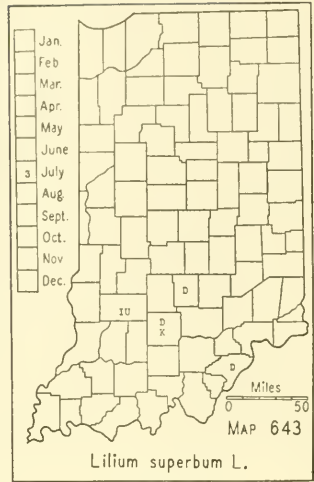 Jan.
Feb
Mar.
Apr.
May
June
3 July
Aug.
Sept.
Oct.
Nov
Dec.
D
IU
D
K
D
Miles
0 50
MAP 643
Lilium superbum L.